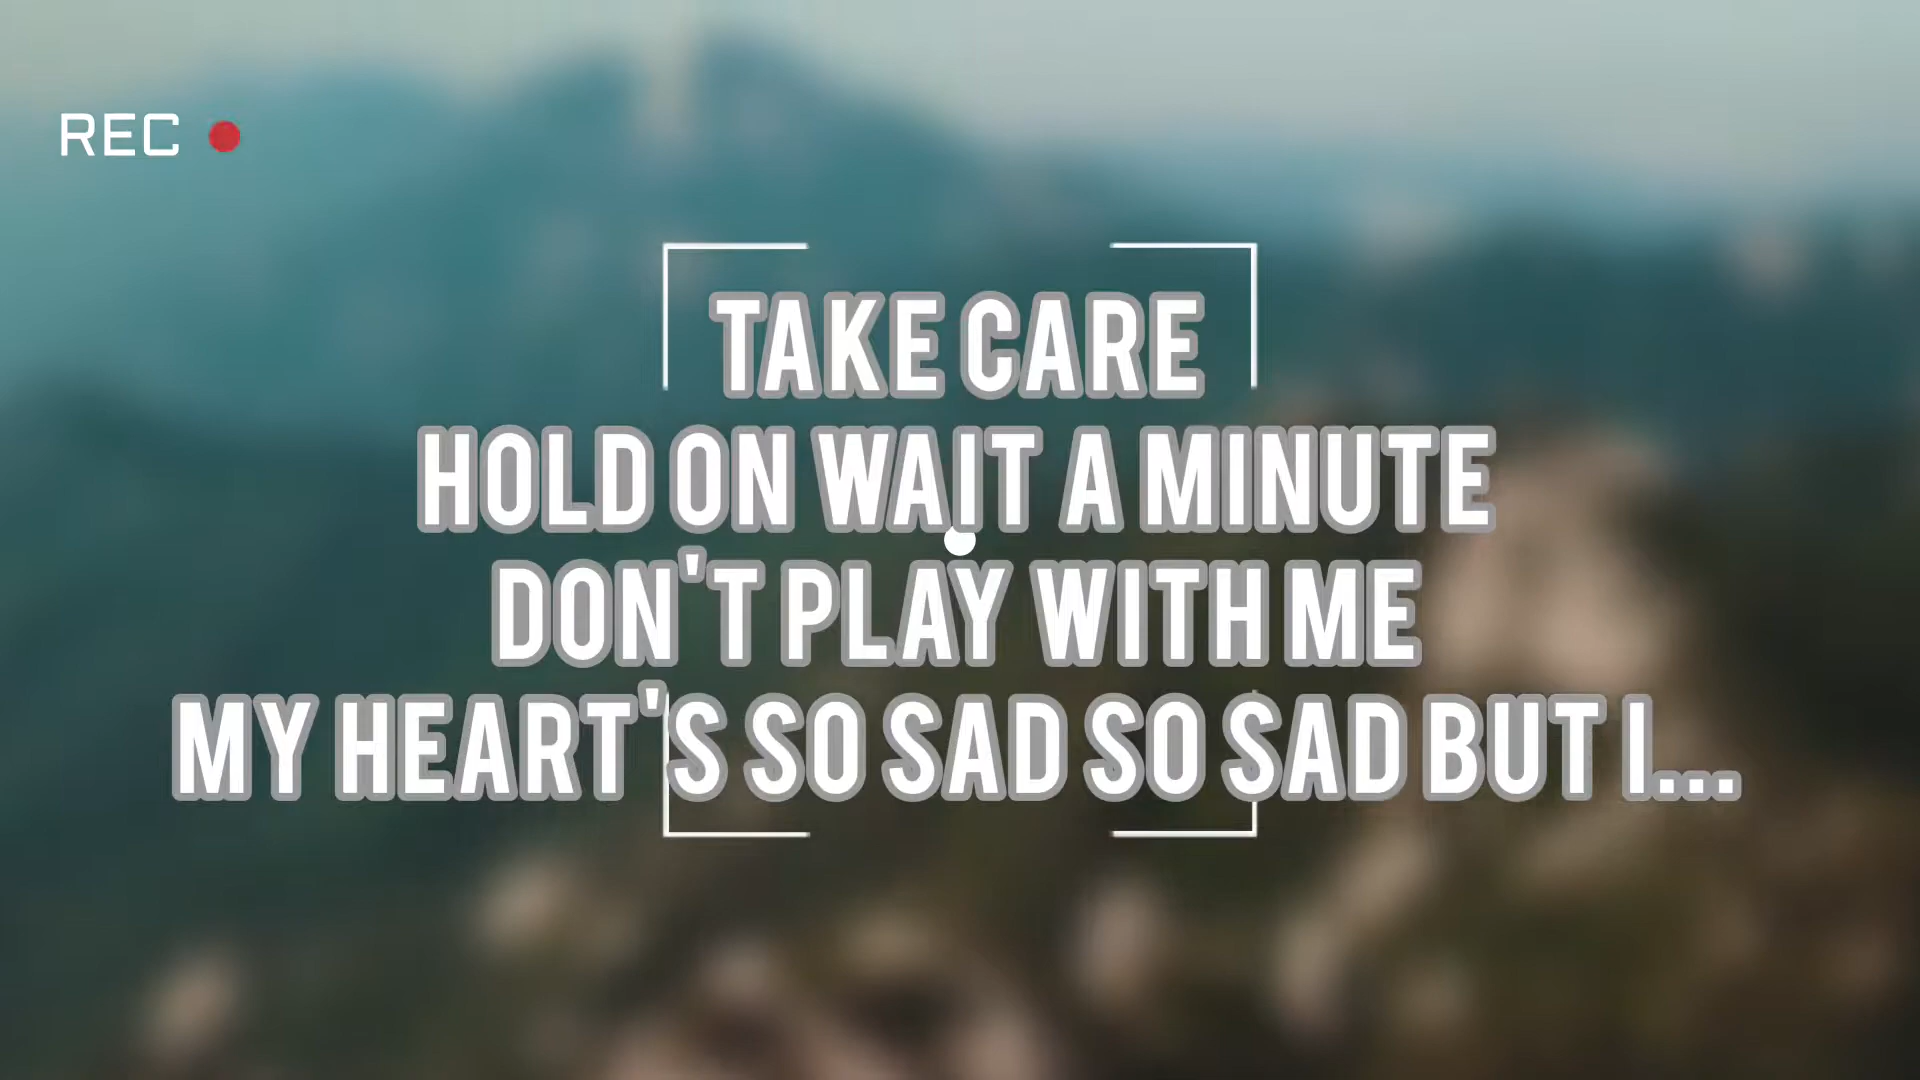 REC
TAKE CARE
HOLD ON WAIT A MINUTE
DON'T PLAY WITH ME
MY HEART'S SO SAD SO SAD BUT I...